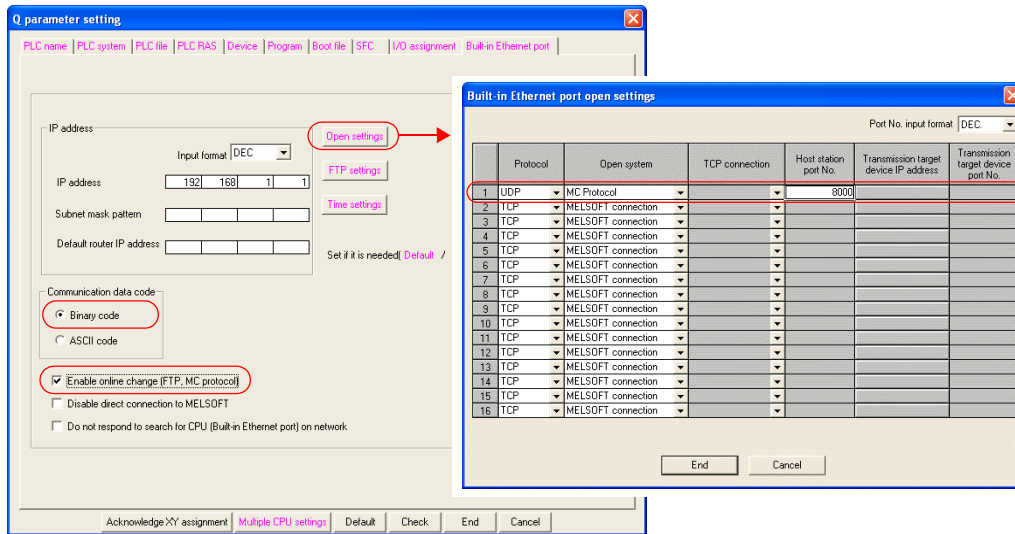 Q parameter setting
PLC name PLC system PLC file PLC RAS Device Program Boot file SFC I/O assignment Built-in Ethernet port
IP address
Input format DEC
IP address 192 168 1 1
Subnet mask pattern
Default router IP address
Open settings
FTP settings
Time settings
Set if it is needed( Default /
Communication data code
Binary code
ASCII code
Enable online change (FTP, MC protocol)
Disable direct connection to MELSOFT
Do not respond to search for CPU (Built-in Ethernet port) on network
Acknowledge XY assignment Multiple CPU settings Default Check End Cancel
Built-in Ethernet port open settings
Port No. input format DEC.
Protocol Open system TCP connection Host station port No. Transmission target device IP address Transmission target device port No.
1 UDP MC Protocol 8000
2 TCP MELSOFT connection
3 TCP MELSOFT connection
4 TCP MELSOFT connection
5 TCP MELSOFT connection
6 TCP MELSOFT connection
7 TCP MELSOFT connection
8 TCP MELSOFT connection
9 TCP MELSOFT connection
10 TCP MELSOFT connection
11 TCP MELSOFT connection
12 TCP MELSOFT connection
13 TCP MELSOFT connection
14 TCP MELSOFT connection
15 TCP MELSOFT connection
16 TCP MELSOFT connection
End Cancel